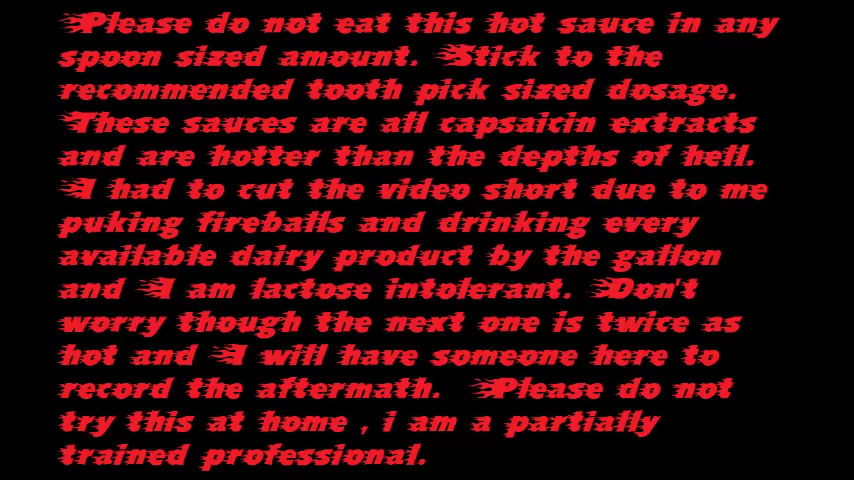 Please do not eat this hot sauce in any
spoon sized amount. Stick to the
recommended tooth pick sized dosage.
These sauces are all capsaicin extracts
and are hotter than the depths of hell.
I had to cut the video short due to me
puking fireballs and drinking every
available dairy product by the gallon
and I am lactose intolerant. Don't
worry though the next one is twice as
hot and I will have someone here to
record the aftermath. Please do not
try this at home , i am a partially
trained professional.